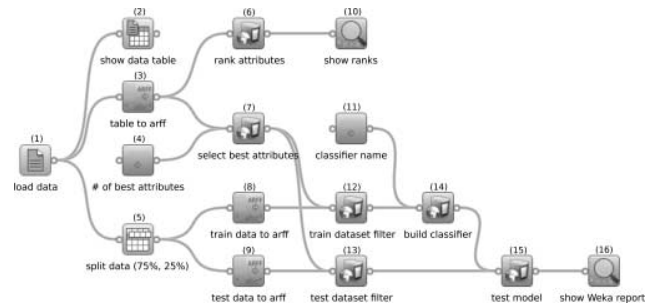 (2)
show data table
(6)
rank attributes
(10)
show ranks
(3)
ARFF
table to arff
(7)
select best attributes
(11)
classifier name
(1)
load data
(4)
# of best attributes
(8)
ARFF
train data to arff
(12)
train dataset filter
(14)
build classifier
(5)
split data (75%, 25%)
(9)
ARFF
test data to arff
(13)
test dataset filter
(15)
test model
(16)
show Weka report